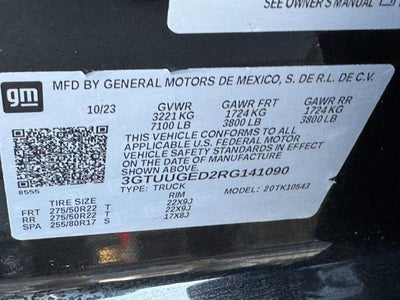 SEE OWNER'S MANUAL
gm
MFD BY GENERAL MOTORS DE MEXICO, S. DE R.L. DE C.V.
10/23 GVWR GAWR FRT GAWR RR
3221 KG 1724 KG 1724 KG
7100 LB 3800 LB 3800 LB
THIS VEHICLE CONFORMS TO ALL
APPLICABLE U.S. FEDERAL MOTOR
VEHICLE SAFETY STANDARDS IN EFFECT
ON THE DATE OF MANUFACTURE
SHOWN ABOVE.
3GTUUGED2RG141090
TYPE: TRUCK MODEL: 20TK10543
8555
TIRE SIZE RIM
FRT 275/50R22 T 22X9J
RR 275/50R22 T 22X9J
SPA 255/80R17 S 17X8J